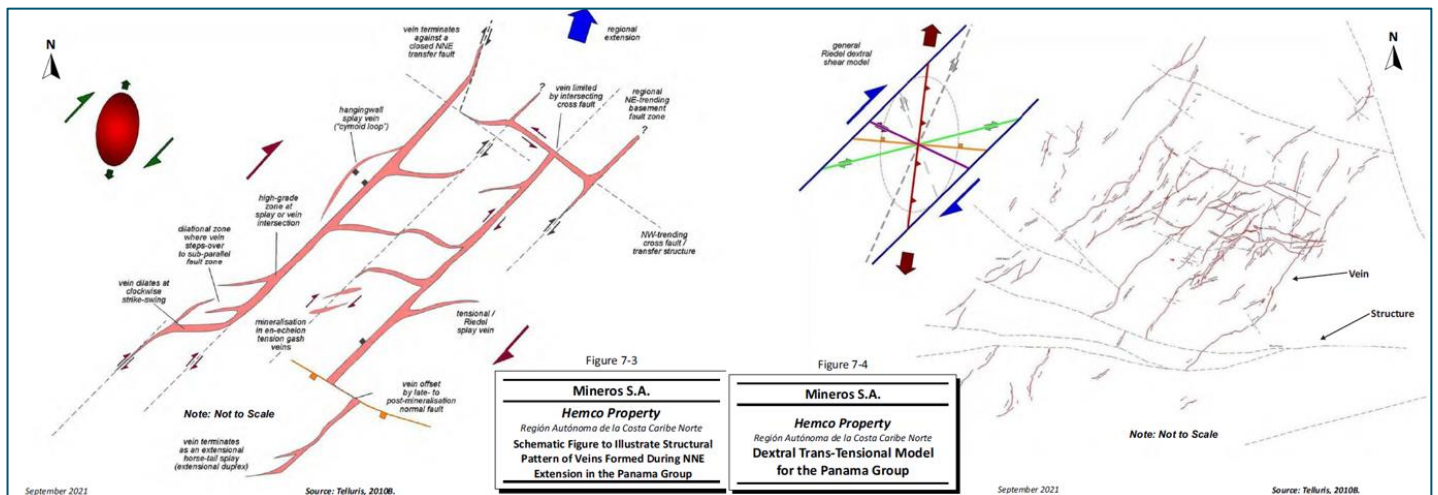 N
vein terminates
against a
closed NNE
transfer fault
regional
extension
hangingwall
splay vein
("cymoid loop")
?
vein limited
by intersecting
cross fault
regional
NE-trending
basement
fault zone
?
high-grade
zone at
splay or vein
intersection
dilational zone
where vein
steps-over
to sub-parallel
fault zone
vein dilates at
clockwise
strike-swing
NW-trending
cross fault /
transfer structure
mineralisation
in en-echelon
tension gash
veins
tensional /
Riedel
splay vein
vein offset
by late- to
post-mineralisation
normal fault
Note: Not to Scale
vein terminates
as an extensional
horse-tail splay
(extensional duplex)
September 2021
Source: Telluris, 2010B.
Figure 7-3
Mineros S.A.
Hemco Property
Región Autónoma de la Costa Caribe Norte
Schematic Figure to Illustrate Structural
Pattern of Veins Formed During NNE
Extension in the Panama Group
general
Riedel dextral
shear model
N
Vein
Structure
Figure 7-4
Mineros S.A.
Hemco Property
Región Autónoma de la Costa Caribe Norte
Dextral Trans-Tensional Model
for the Panama Group
Note: Not to Scale
September 2021
Source: Telluris, 2010B.